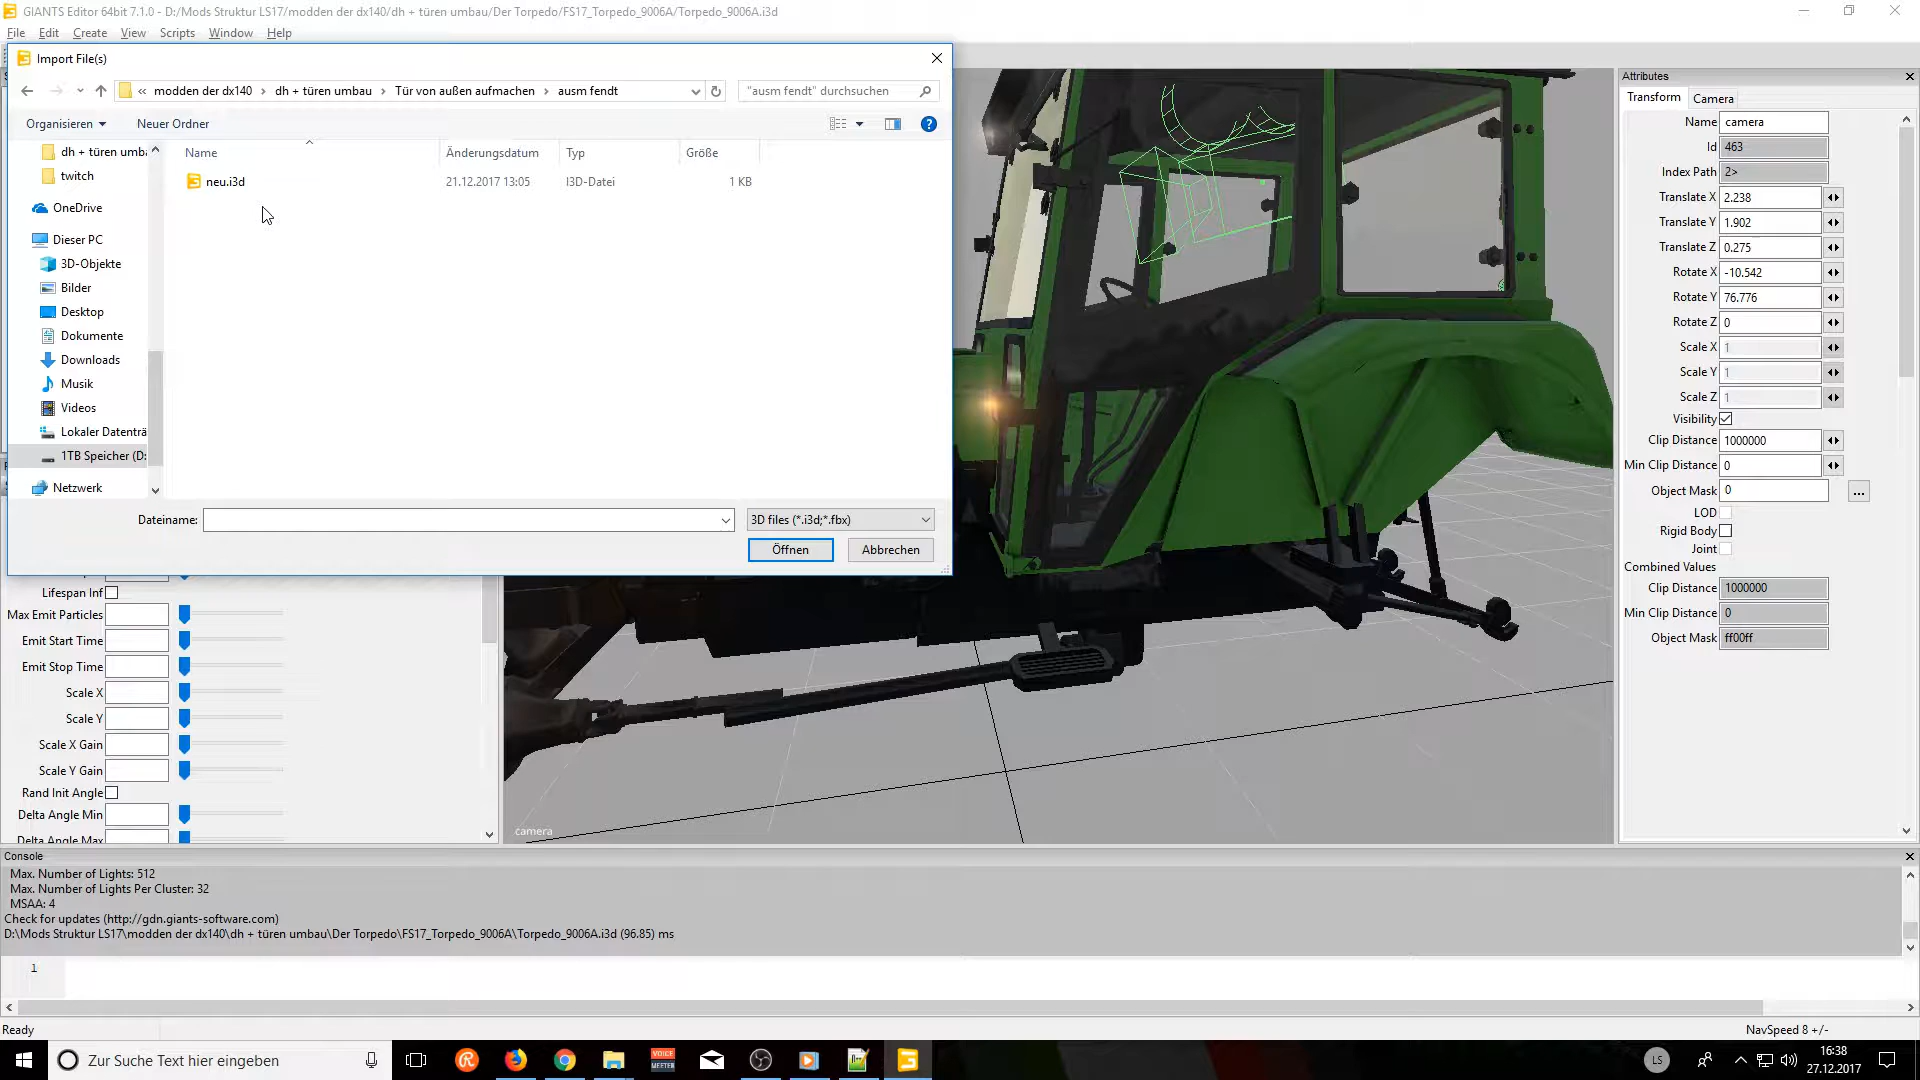 GIANTS Editor 64bit 7.1.0 - D:/Mods Struktur LS17/modden der dx140/dh + türen umbau/Der Torpedo/FS17_Torpedo_9006A/Torpedo_9006A.i3d
File Edit Create View Scripts Window Help
Import File(s)
« modden der dx140 > dh + türen umbau > Tür von außen aufmachen > ausm fendt
"ausm fendt" durchsuchen
Organisieren Neuer Ordner
Name Änderungsdatum Typ Größe
neu.i3d 21.12.2017 13:05 I3D-Datei 1 KB
dh + türen umba
twitch
OneDrive
Dieser PC
3D-Objekte
Bilder
Desktop
Dokumente
Downloads
Musik
Videos
Lokaler Datenträ
1TB Speicher (D:
Netzwerk
Dateiname:
3D files (*.i3d;*.fbx)
Öffnen Abbrechen
Lifespan Inf
Max Emit Particles
Emit Start Time
Emit Stop Time
Scale X
Scale Y
Scale X Gain
Scale Y Gain
Rand Init Angle
Delta Angle Min
Delta Angle Max
camera
Attributes
Transform Camera
Name camera
Id 463
Index Path 2>
Translate X 2.238
Translate Y 1.902
Translate Z 0.275
Rotate X -10.542
Rotate Y 76.776
Rotate Z 0
Scale X 1
Scale Y 1
Scale Z 1
Visibility
Clip Distance 1000000
Min Clip Distance 0
Object Mask 0 ...
LOD
Rigid Body
Joint
Combined Values
Clip Distance 1000000
Min Clip Distance 0
Object Mask ff00ff
Console
Max. Number of Lights: 512
Max. Number of Lights Per Cluster: 32
MSAA: 4
Check for updates (http://gdn.giants-software.com)
D:\Mods Struktur LS17\modden der dx140\dh + türen umbau\Der Torpedo\FS17_Torpedo_9006A\Torpedo_9006A.i3d (96.85) ms
1
Ready
NavSpeed 8 +/-
Zur Suche Text hier eingeben
VOICE MEETER
LS
16:38
27.12.2017